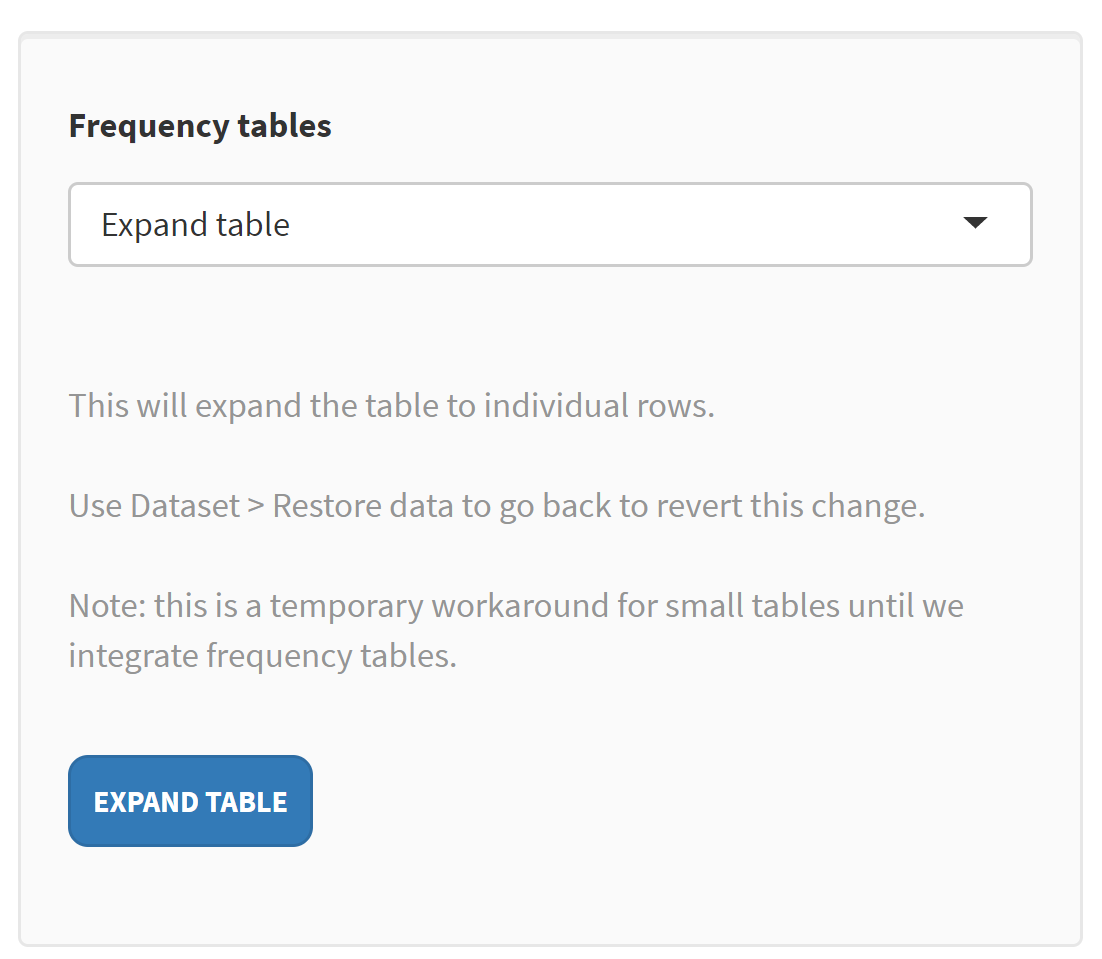 Frequency tables
Expand table
This will expand the table to individual rows.
Use Dataset > Restore data to go back to revert this change.
Note: this is a temporary workaround for small tables until we
integrate frequency tables.
EXPAND TABLE